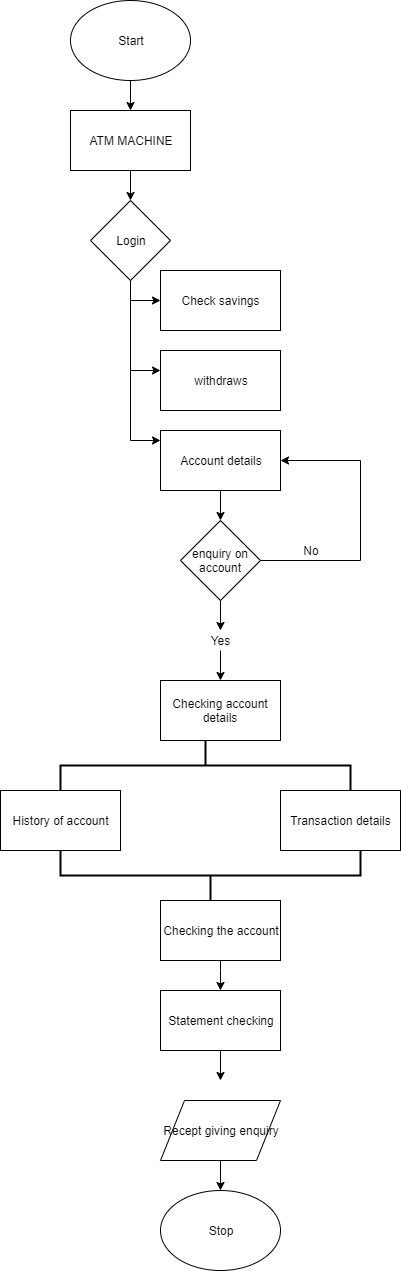 Start
ATM MACHINE
Login
Check savings
withdraws
Account details
enquiry on
account
No
Yes
Checking account
details
History of account
Transaction details
Checking the account
Statement checking
Recept giving enquiry
Stop